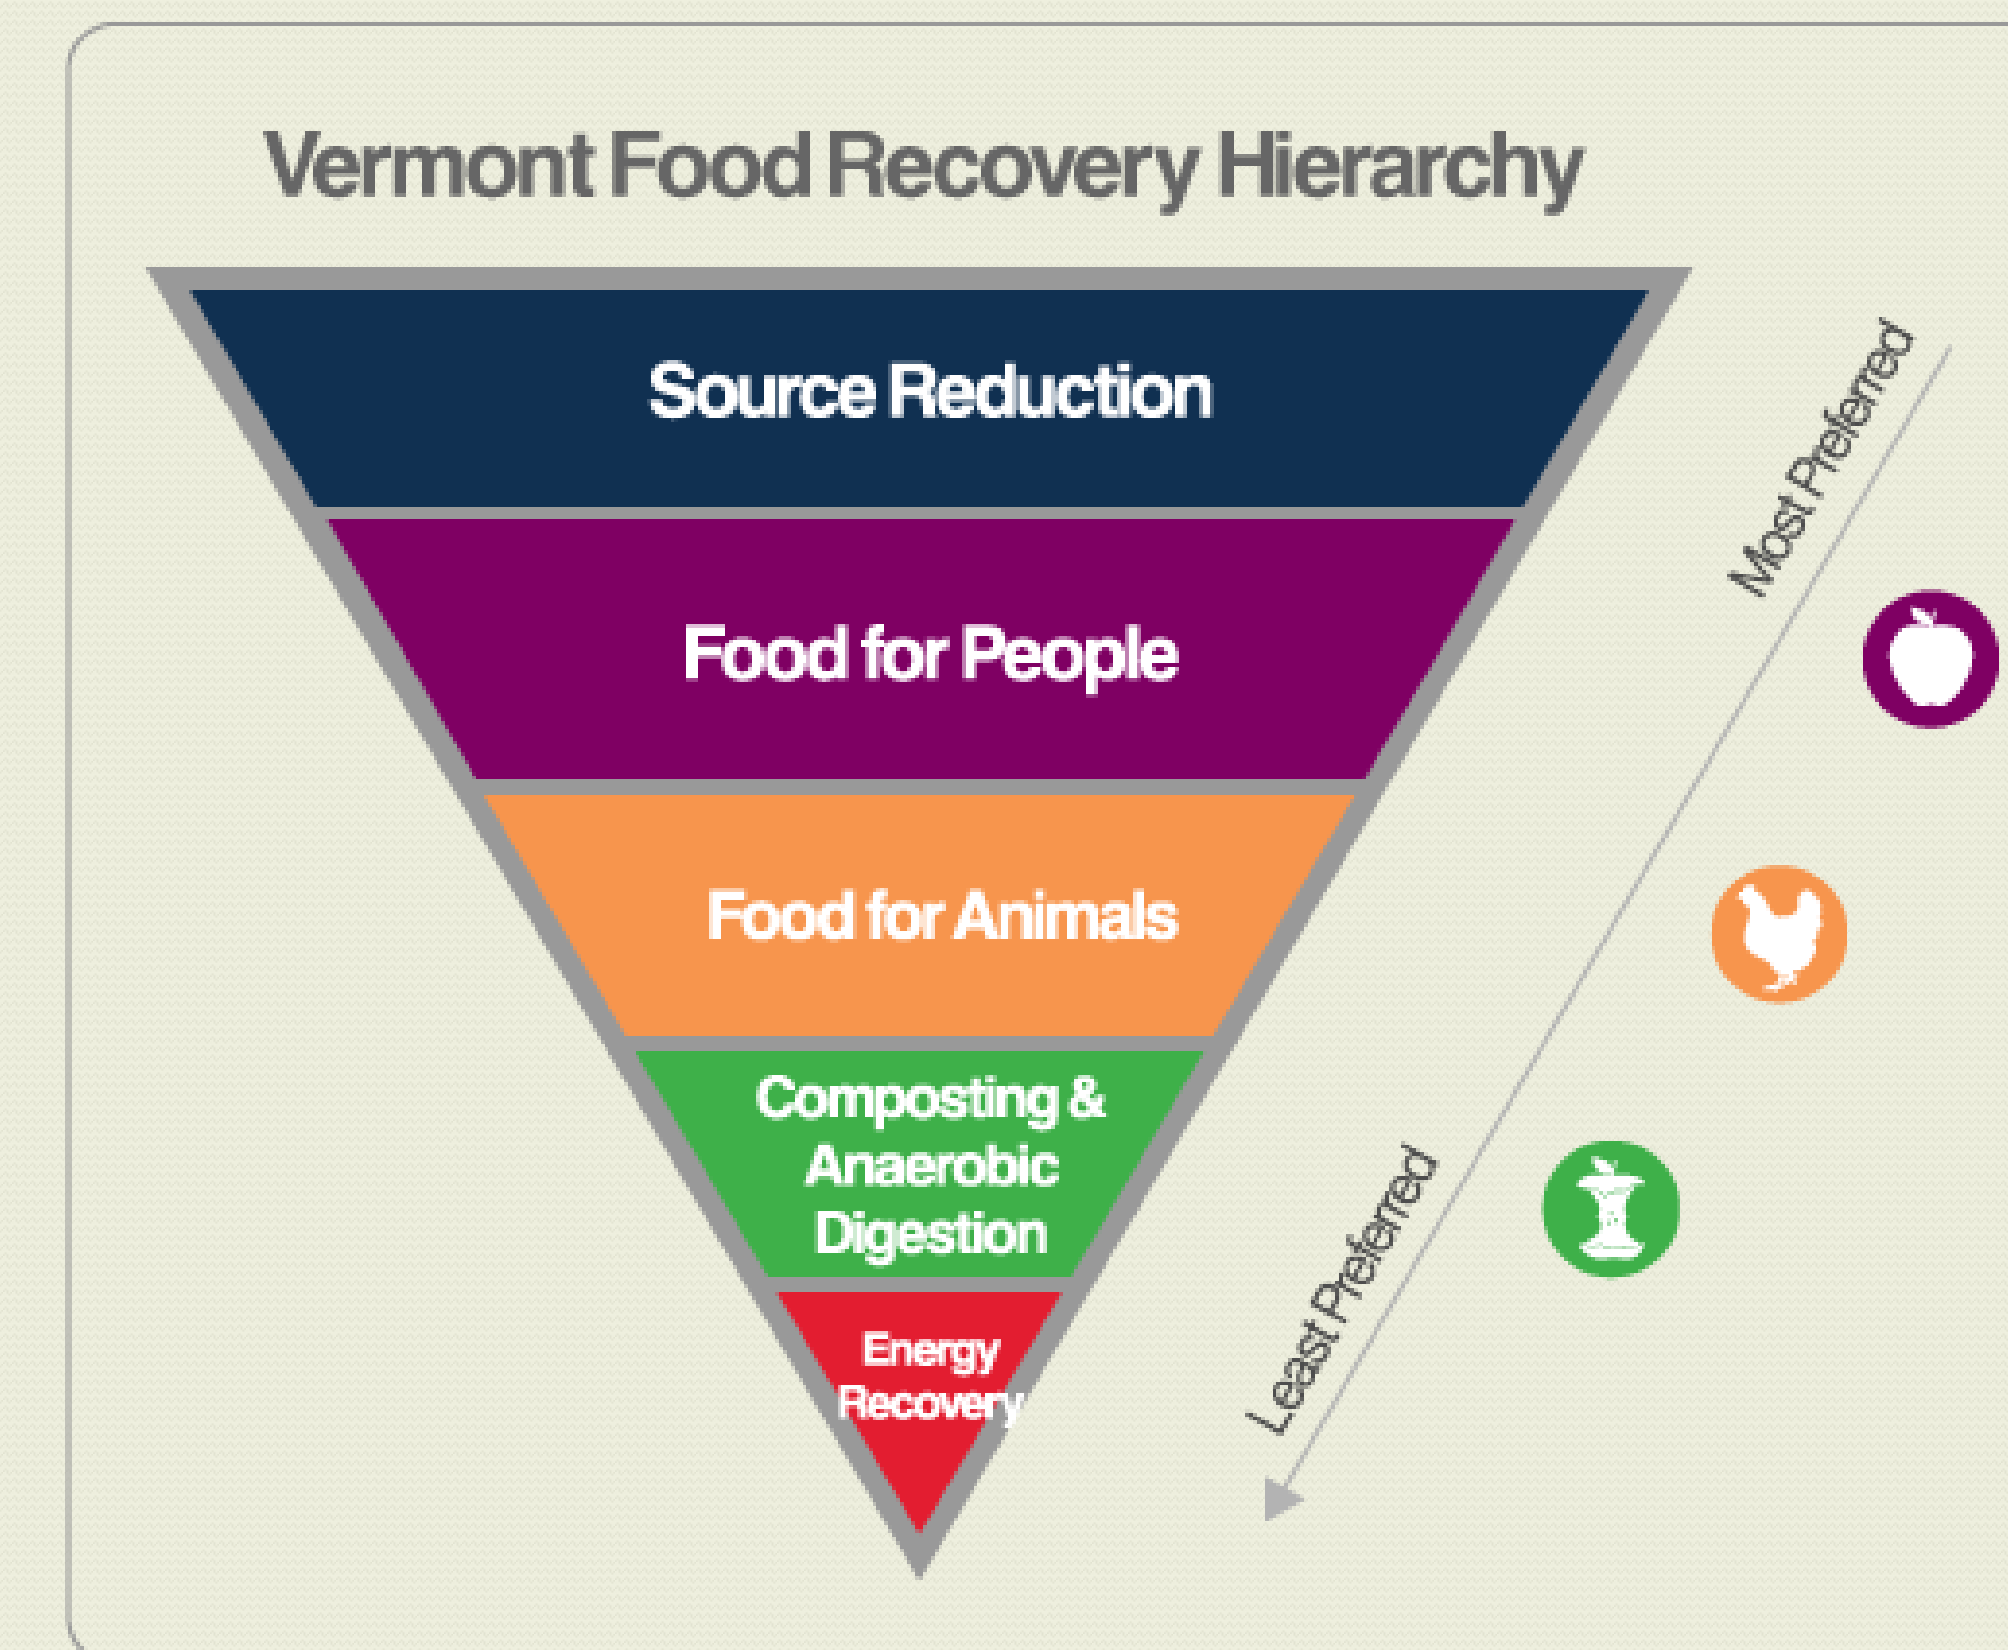 Vermont Food Recovery Hierarchy
Source Reduction
Food for People
Food for Animals
Composting &
Anaerobic
Digestion
Energy
Recovery
Most Preferred
Least Preferred